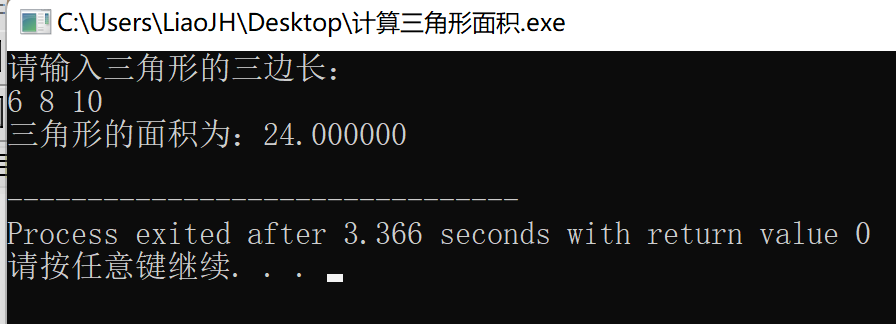 C:\Users\LiaoJH\Desktop\计算三角形面积.exe
请输入三角形的三边长：
6 8 10
三角形的面积为：24.000000
--------------------------------
Process exited after 3.366 seconds with return value 0
请按任意键继续. . .